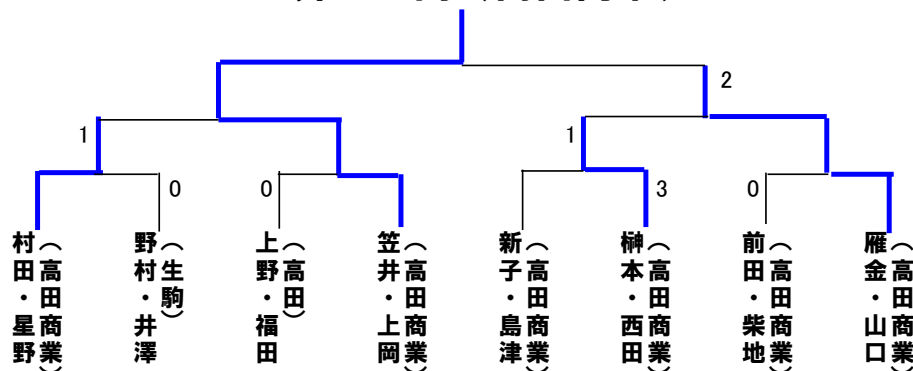 2
1
1
0
0
3
0
村田・星野
（高田商業）
野村・井澤
（生駒）
上野・福田
（高田）
笠井・上岡
（高田商業）
新子・島津
（高田商業）
榊本・西田
（高田商業）
前田・柴地
（高田商業）
雁金・山口
（高田商業）